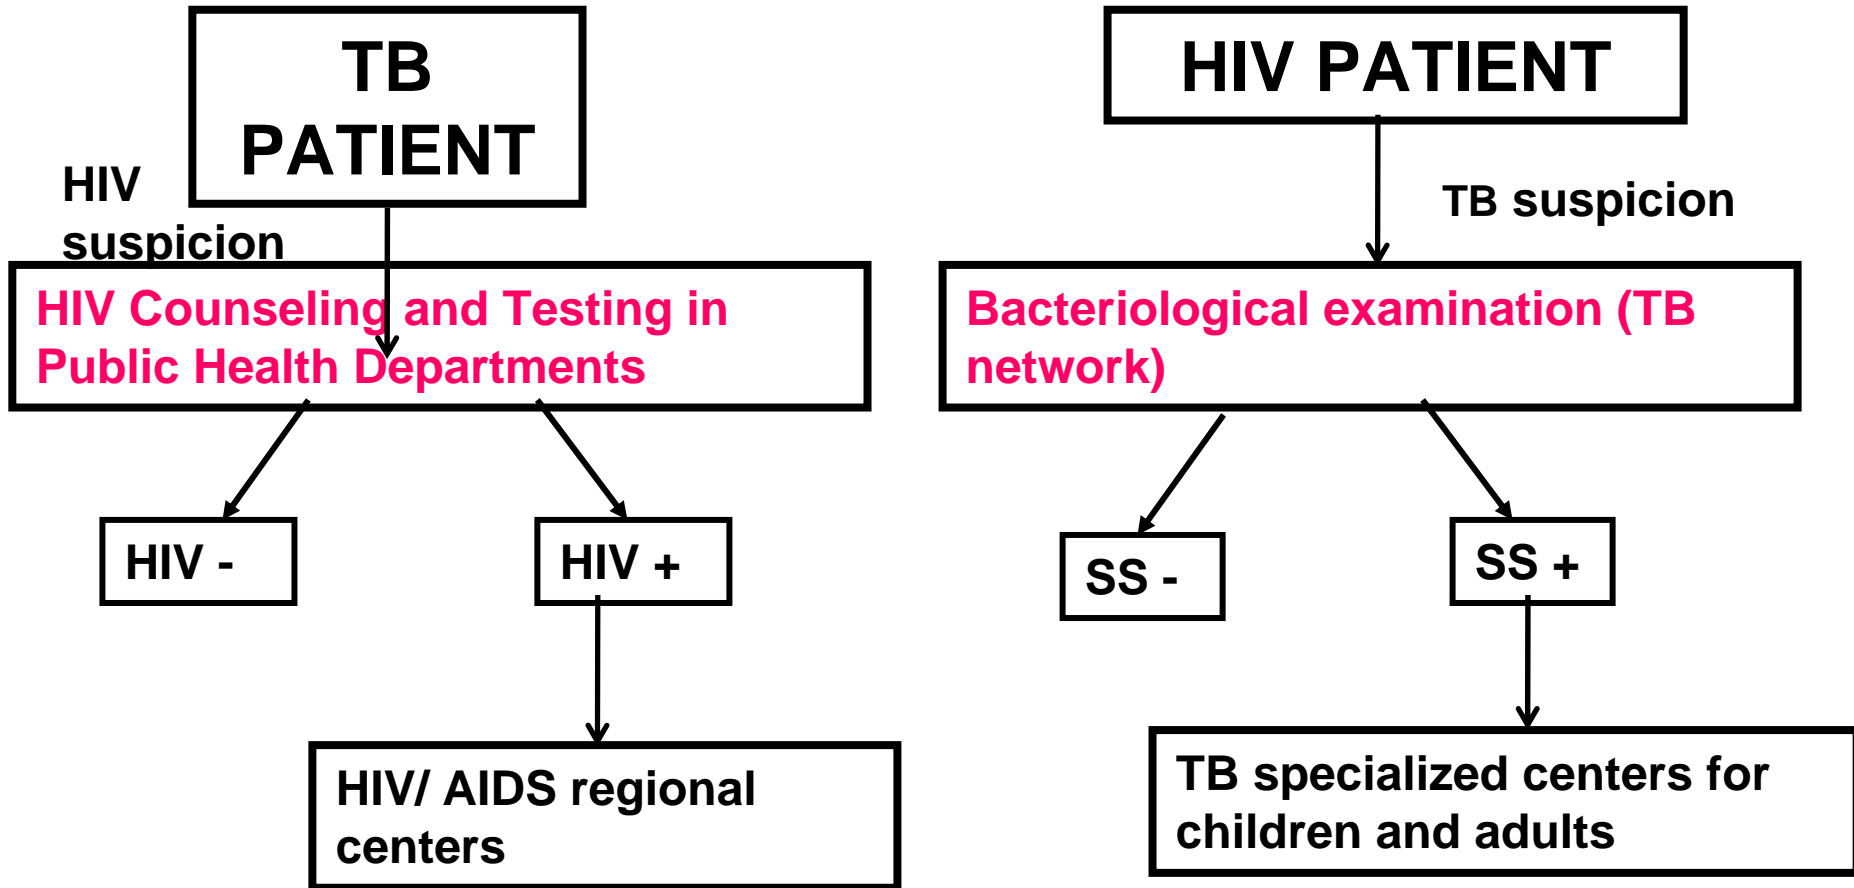 TB
PATIENT
HIV
suspicion
HIV Counseling and Testing in
Public Health Departments
HIV -
HIV +
HIV/ AIDS regional
centers
HIV PATIENT
TB suspicion
Bacteriological examination (TB
network)
SS -
SS +
TB specialized centers for
children and adults